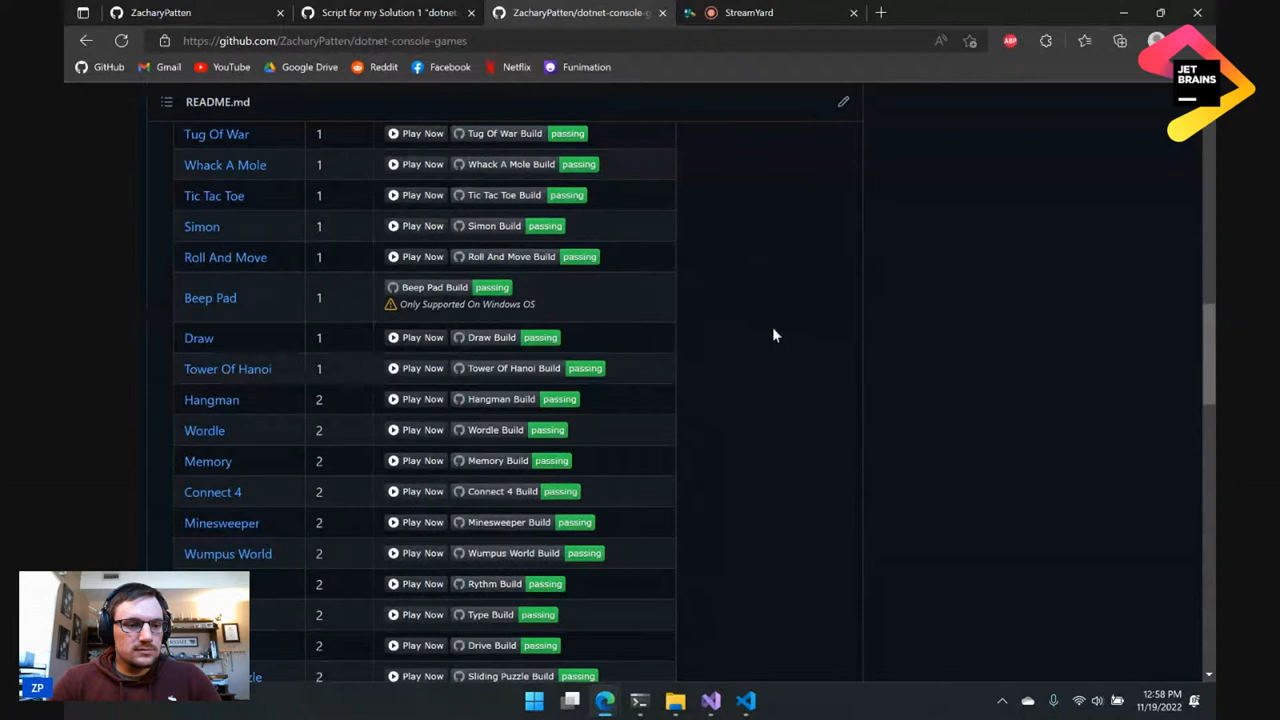 ZacharyPatten
Script for my Solution 1 "dotnet
ZacharyPatten/dotnet-console-g
StreamYard
https://github.com/ZacharyPatten/dotnet-console-games
ABP
GitHub
Gmail
YouTube
Google Drive
Reddit
Facebook
Netflix
Funimation
JET
BRAINS
README.md
Tug Of War 1 Play Now Tug Of War Build passing
Whack A Mole 1 Play Now Whack A Mole Build passing
Tic Tac Toe 1 Play Now Tic Tac Toe Build passing
Simon 1 Play Now Simon Build passing
Roll And Move 1 Play Now Roll And Move Build passing
Beep Pad 1 Beep Pad Build passing
Only Supported On Windows OS
Draw 1 Play Now Draw Build passing
Tower Of Hanoi 1 Play Now Tower Of Hanoi Build passing
Hangman 2 Play Now Hangman Build passing
Wordle 2 Play Now Wordle Build passing
Memory 2 Play Now Memory Build passing
Connect 4 2 Play Now Connect 4 Build passing
Minesweeper 2 Play Now Minesweeper Build passing
Wumpus World 2 Play Now Wumpus World Build passing
2 Play Now Rythm Build passing
2 Play Now Type Build passing
2 Play Now Drive Build passing
2 Play Now Sliding Puzzle Build passing
ZP
12:58 PM
11/19/2022